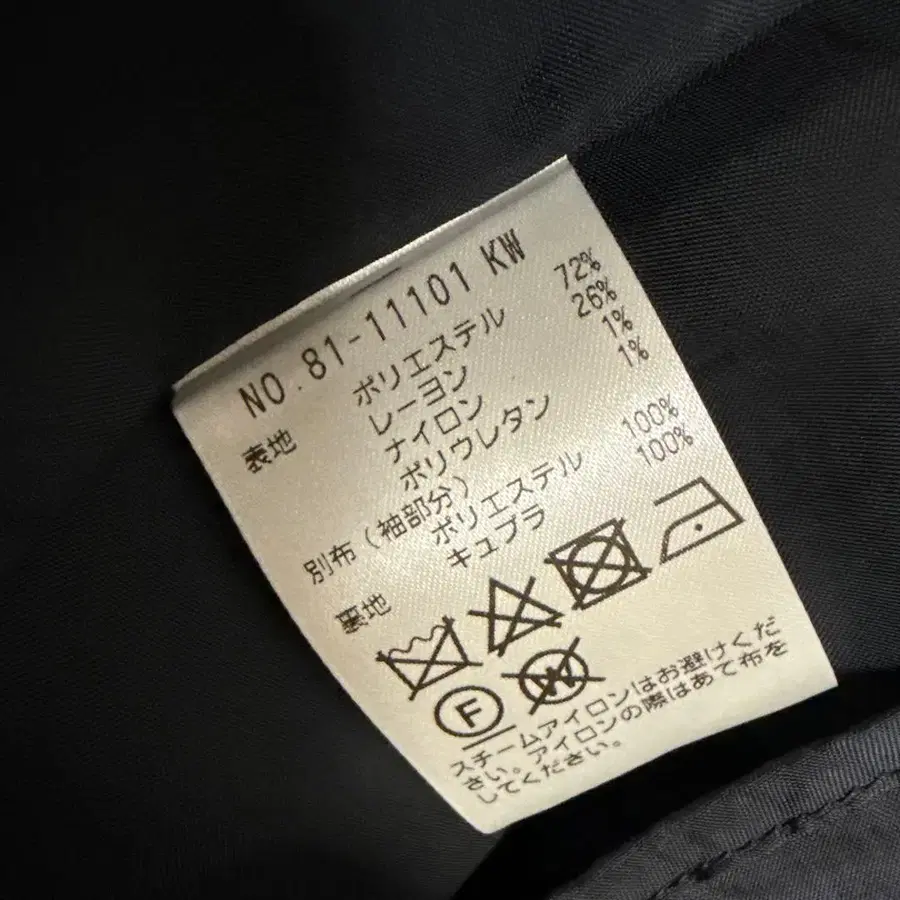 NO.81-11101 KW
表地 ポリエステル 72%
レーヨン 26%
ナイロン 1%
ポリウレタン 1%
別布(袖部分)
ポリエステル 100%
裏地 キュプラ 100%
F W
スチームアイロンはお避けくだ
さい。アイロンの際はあて布を
してください。